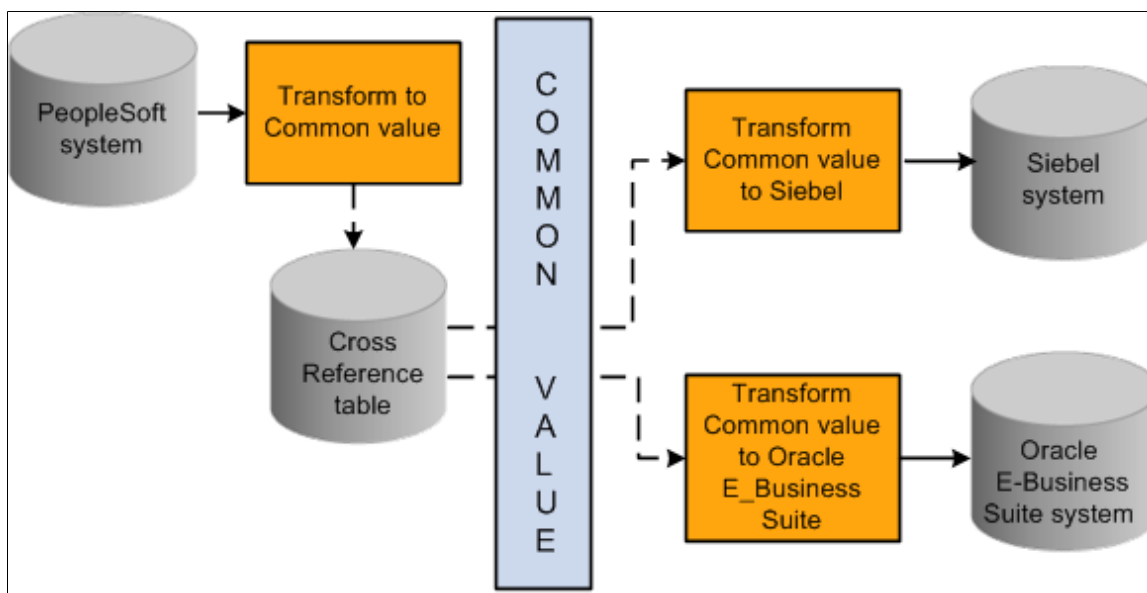 PeopleSoft
system
Transform to
Common value
Cross
Reference
table
C
O
M
M
O
N
V
A
L
U
E
Transform
Common value
to Siebel
Siebel
system
Transform
Common value
to Oracle
E_Business
Suite
Oracle
E-Business
Suite system